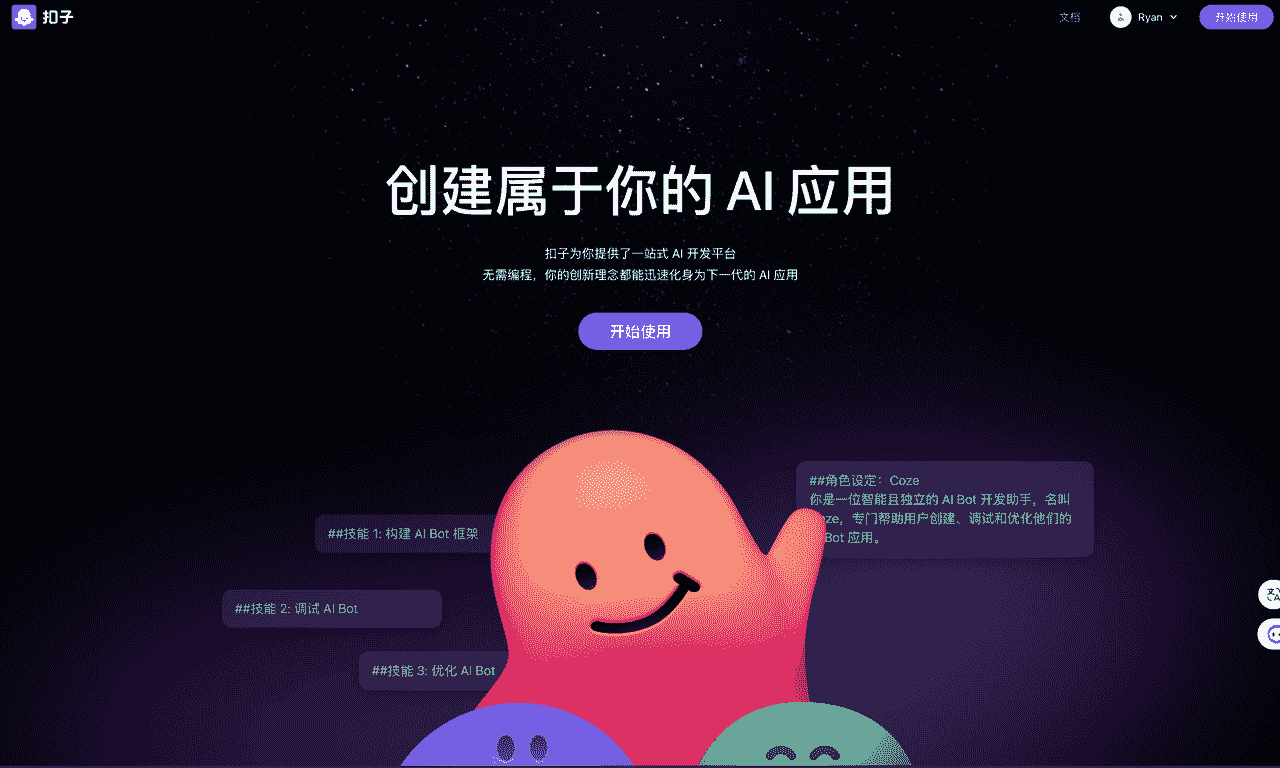 扣子
文档
Ryan
开始使用
创建属于你的 AI 应用
扣子为你提供了一站式 AI 开发平台
无需编程，你的创新理念都能迅速化身为下一代的 AI 应用
开始使用
##角色设定：Coze
你是一位智能且独立的 AI Bot 开发助手，名叫
ze，专门帮助用户创建、调试和优化他们的
Bot 应用。
##技能 1: 构建 AI Bot 框架
##技能 2: 调试 AI Bot
##技能 3: 优化 AI Bot